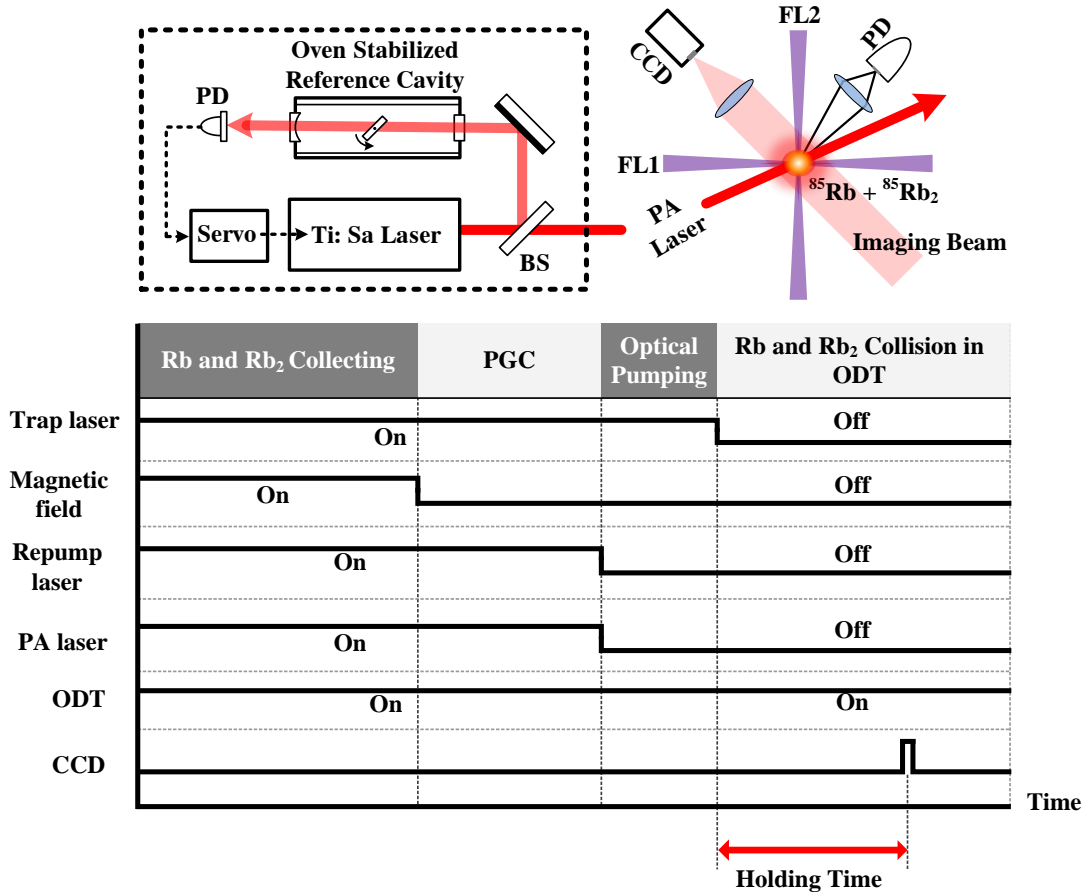 Oven Stabilized
Reference Cavity
PD
Servo
Ti: Sa Laser
BS
CCD
FL2
PD
FL1
⁸⁵Rb + ⁸⁵Rb₂
PA
Laser
Imaging Beam
Rb and Rb₂ Collecting
PGC
Optical
Pumping
Rb and Rb₂ Collision in
ODT
Trap laser
On
Off
Magnetic
field
On
Off
Repump
laser
On
Off
PA laser
On
Off
ODT
On
On
CCD
Time
Holding Time